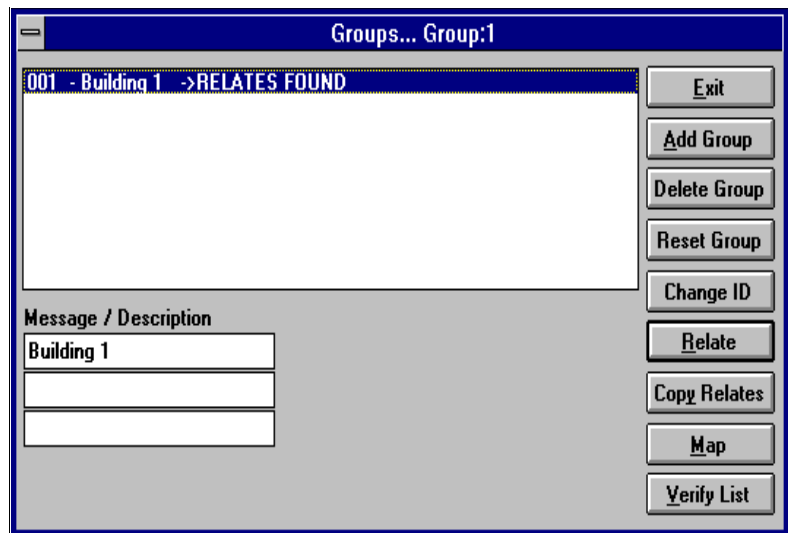 Groups... Group:1
001 - Building 1 ->RELATES FOUND
Exit
Add Group
Delete Group
Reset Group
Change ID
Message / Description
Building 1
Relate
Copy Relates
Map
Verify List